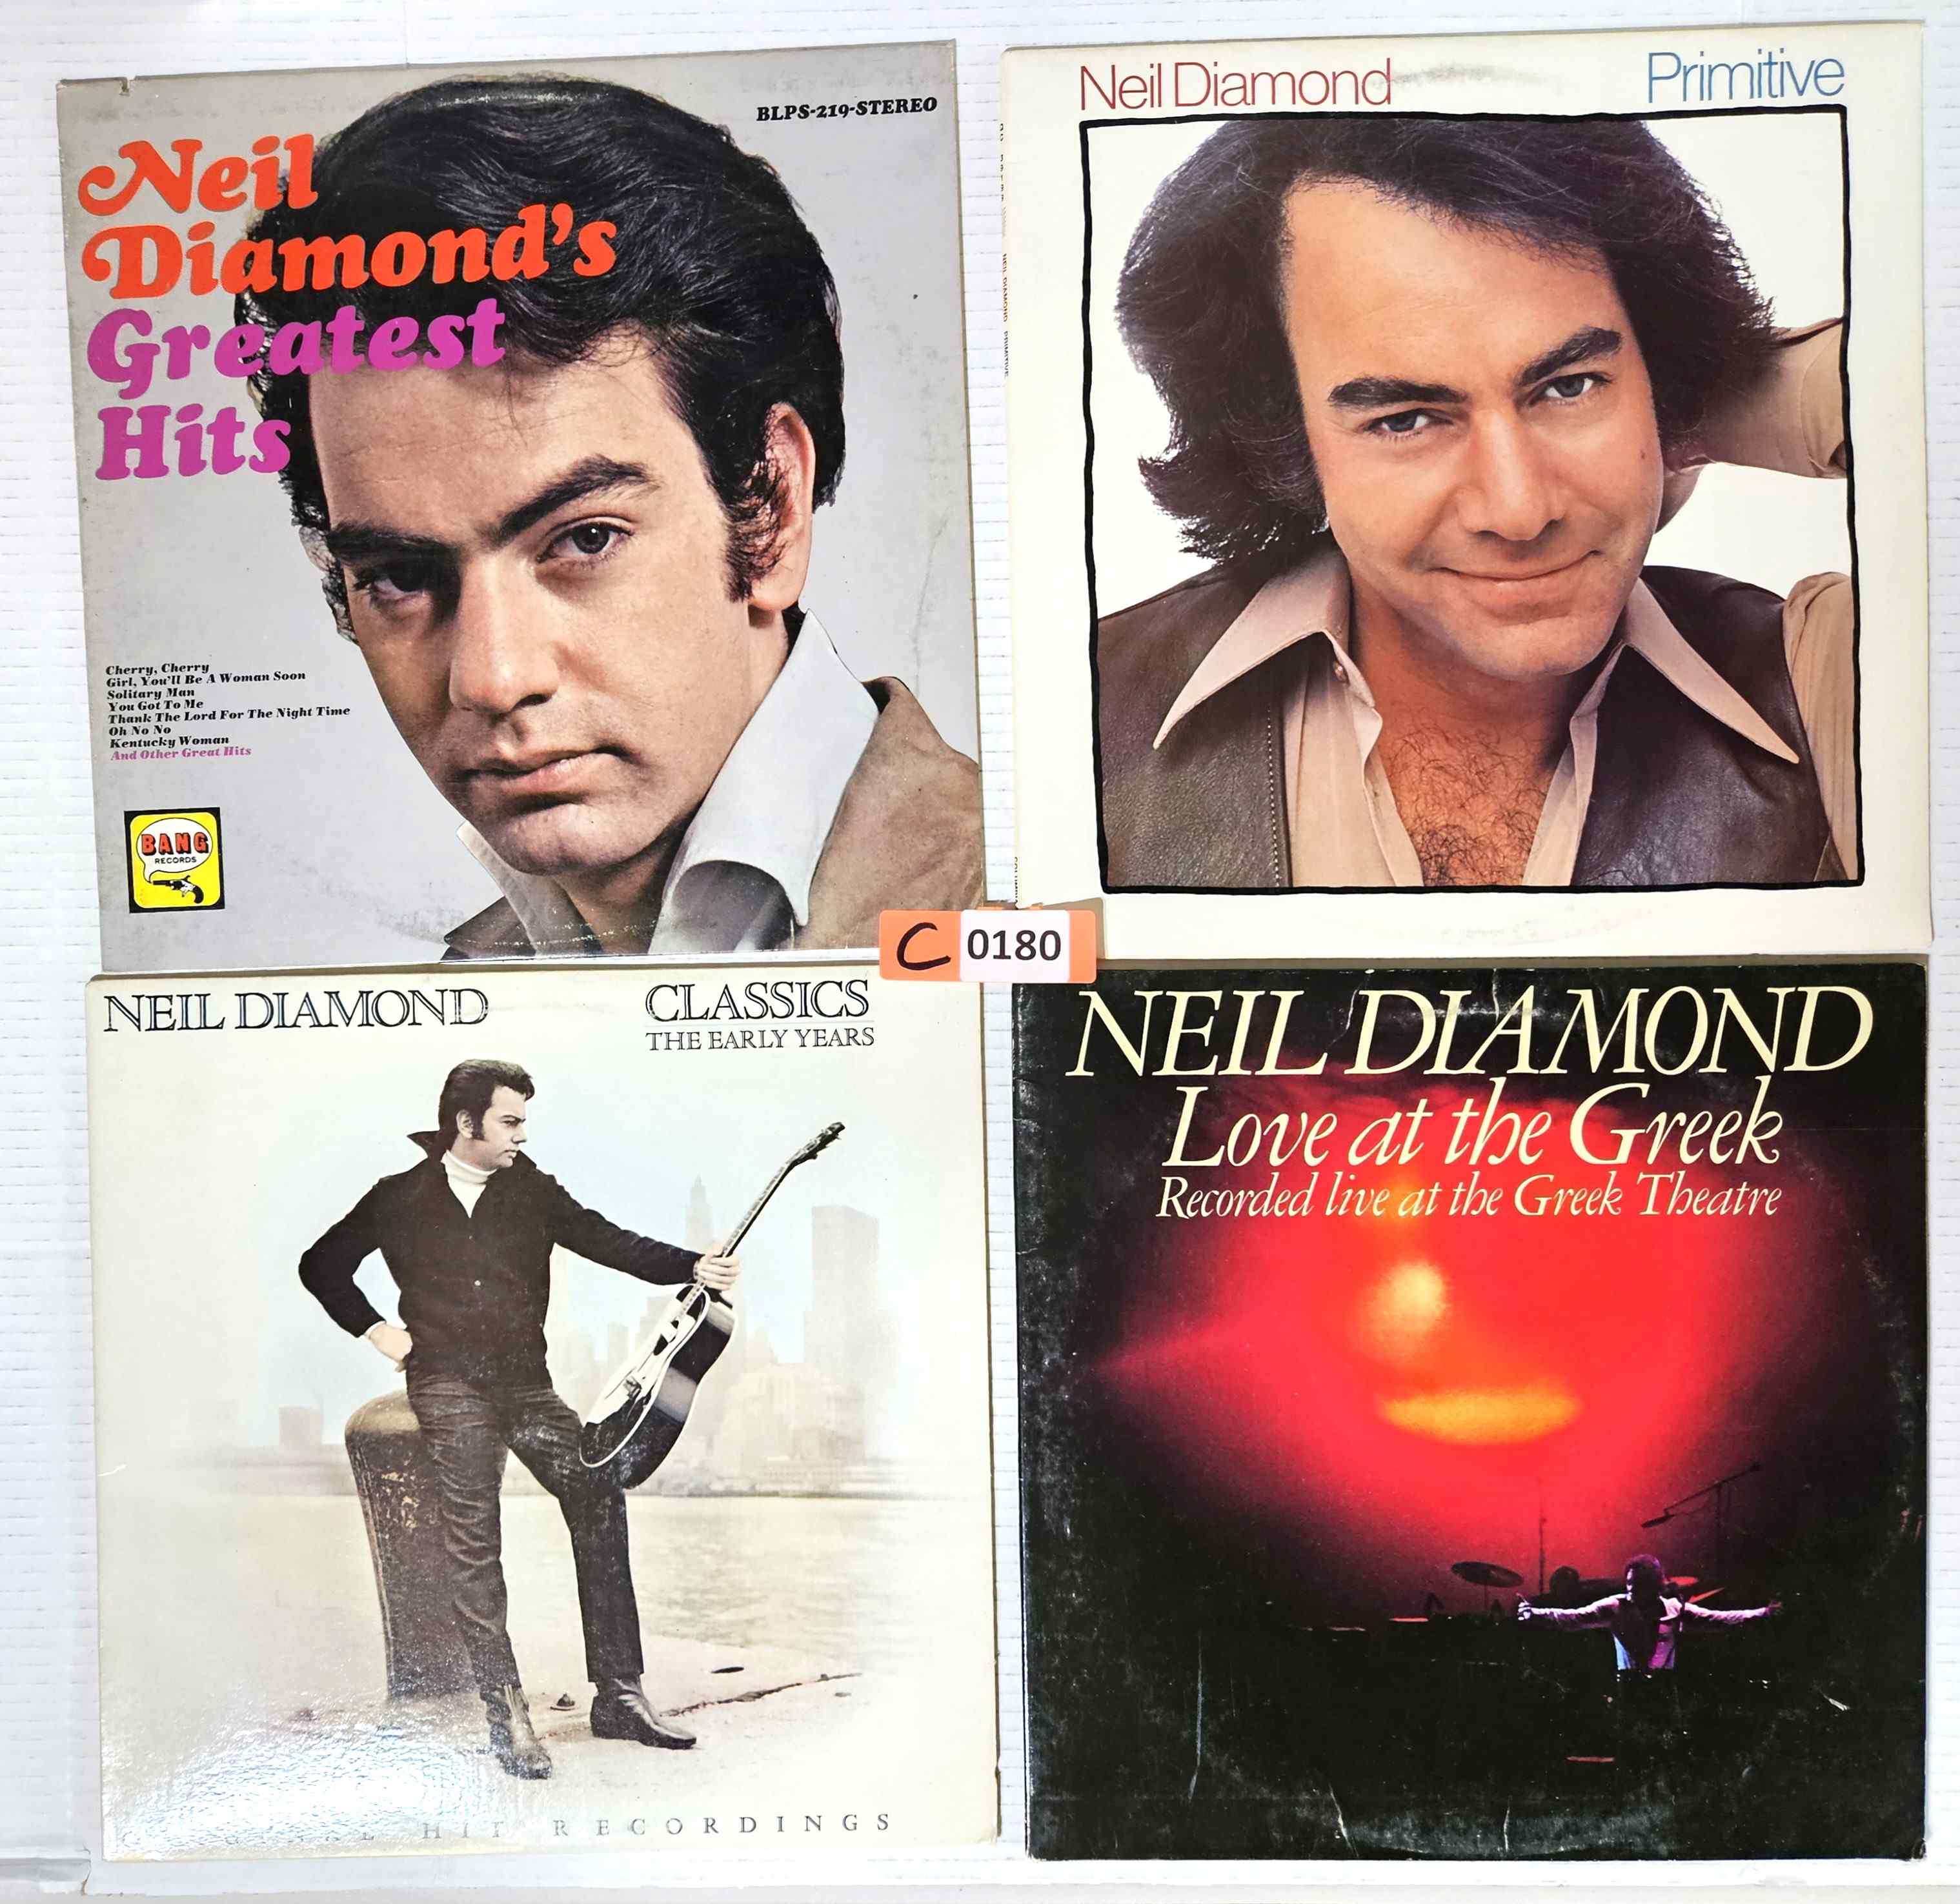 BLPS-219-STEREO
Neil
Diamond's
Greatest
Hits
Cherry, Cherry
Girl, You'll Be A Woman Soon
Solitary Man
You Got To Me
Thank The Lord For The Night Time
Oh No No
Kentucky Woman
And Other Great Hits
BANG
RECORDS
Neil Diamond
Primitive
NEIL DIAMOND PRIMITIVE
C 0180
NEIL DIAMOND
CLASSICS
THE EARLY YEARS
HIT RECORDINGS
NEIL DIAMOND
Love at the Greek
Recorded live at the Greek Theatre